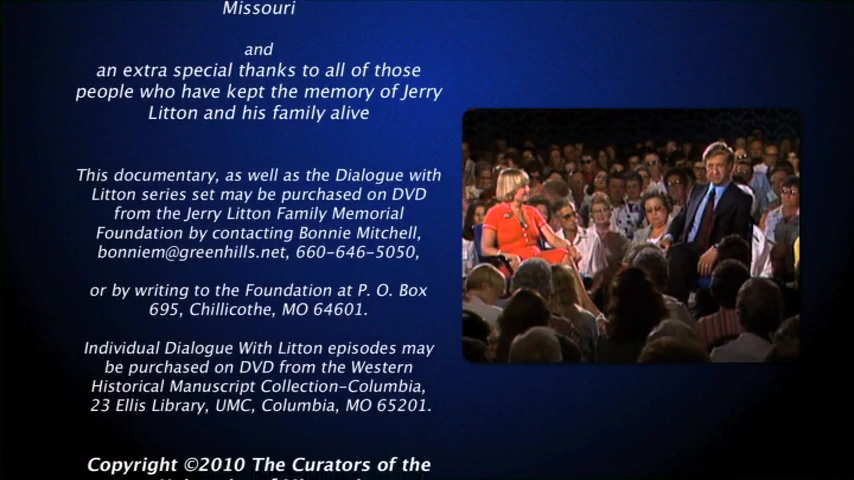 Missouri
and
an extra special thanks to all of those
people who have kept the memory of Jerry
Litton and his family alive
This documentary, as well as the Dialogue with
Litton series set may be purchased on DVD
from the Jerry Litton Family Memorial
Foundation by contacting Bonnie Mitchell,
bonniem@greenhills.net, 660-646-5050,
or by writing to the Foundation at P. O. Box
695, Chillicothe, MO 64601.
Individual Dialogue With Litton episodes may
be purchased on DVD from the Western
Historical Manuscript Collection-Columbia,
23 Ellis Library, UMC, Columbia, MO 65201.
Copyright ©2010 The Curators of the